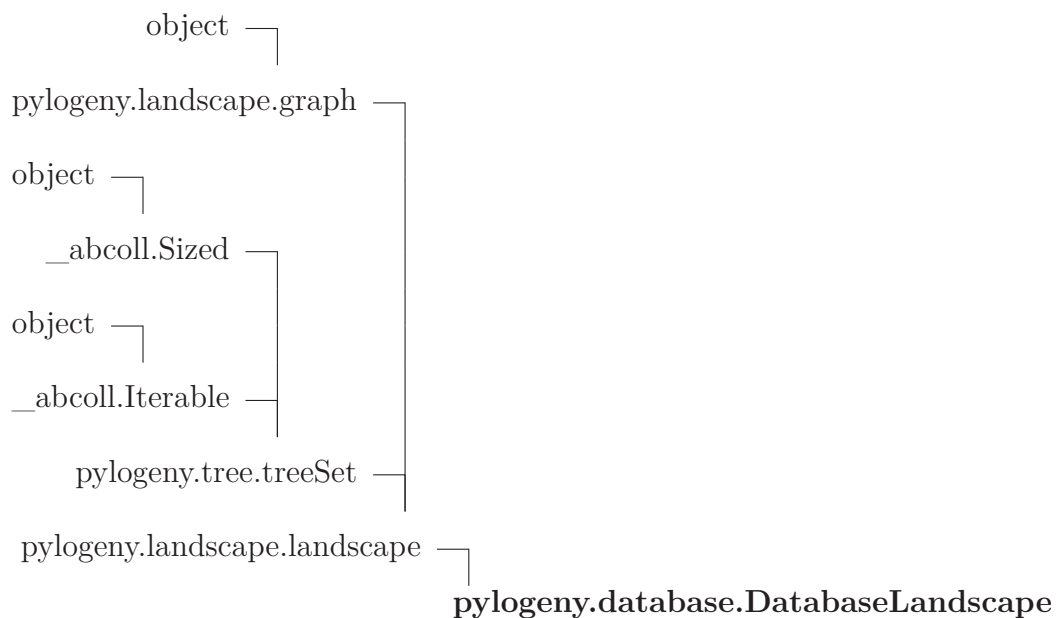 object
pylogeny.landscape.graph
object
_abcoll.Sized
object
_abcoll.Iterable
pylogeny.tree.treeSet
pylogeny.landscape.landscape
pylogeny.database.DatabaseLandscape